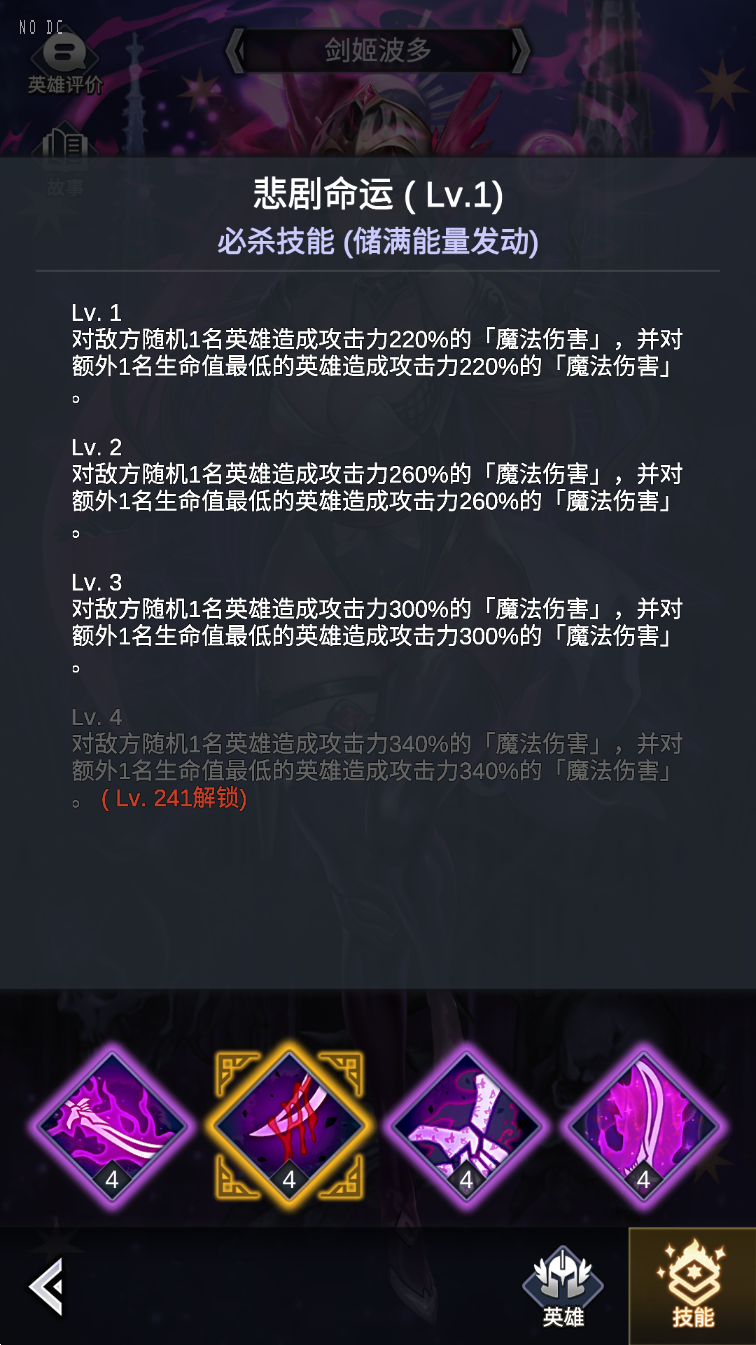 NO DC
英雄评价
剑姬波多
故事
悲剧命运 ( Lv.1)
必杀技能 (储满能量发动)
Lv. 1
对敌方随机1名英雄造成攻击力220%的「魔法伤害」，并对
额外1名生命值最低的英雄造成攻击力220%的「魔法伤害」
。
Lv. 2
对敌方随机1名英雄造成攻击力260%的「魔法伤害」，并对
额外1名生命值最低的英雄造成攻击力260%的「魔法伤害」
。
Lv. 3
对敌方随机1名英雄造成攻击力300%的「魔法伤害」，并对
额外1名生命值最低的英雄造成攻击力300%的「魔法伤害」
。
Lv. 4
对敌方随机1名英雄造成攻击力340%的「魔法伤害」，并对
额外1名生命值最低的英雄造成攻击力340%的「魔法伤害」
。 ( Lv. 241解锁)
4 4 4 4
英雄 技能